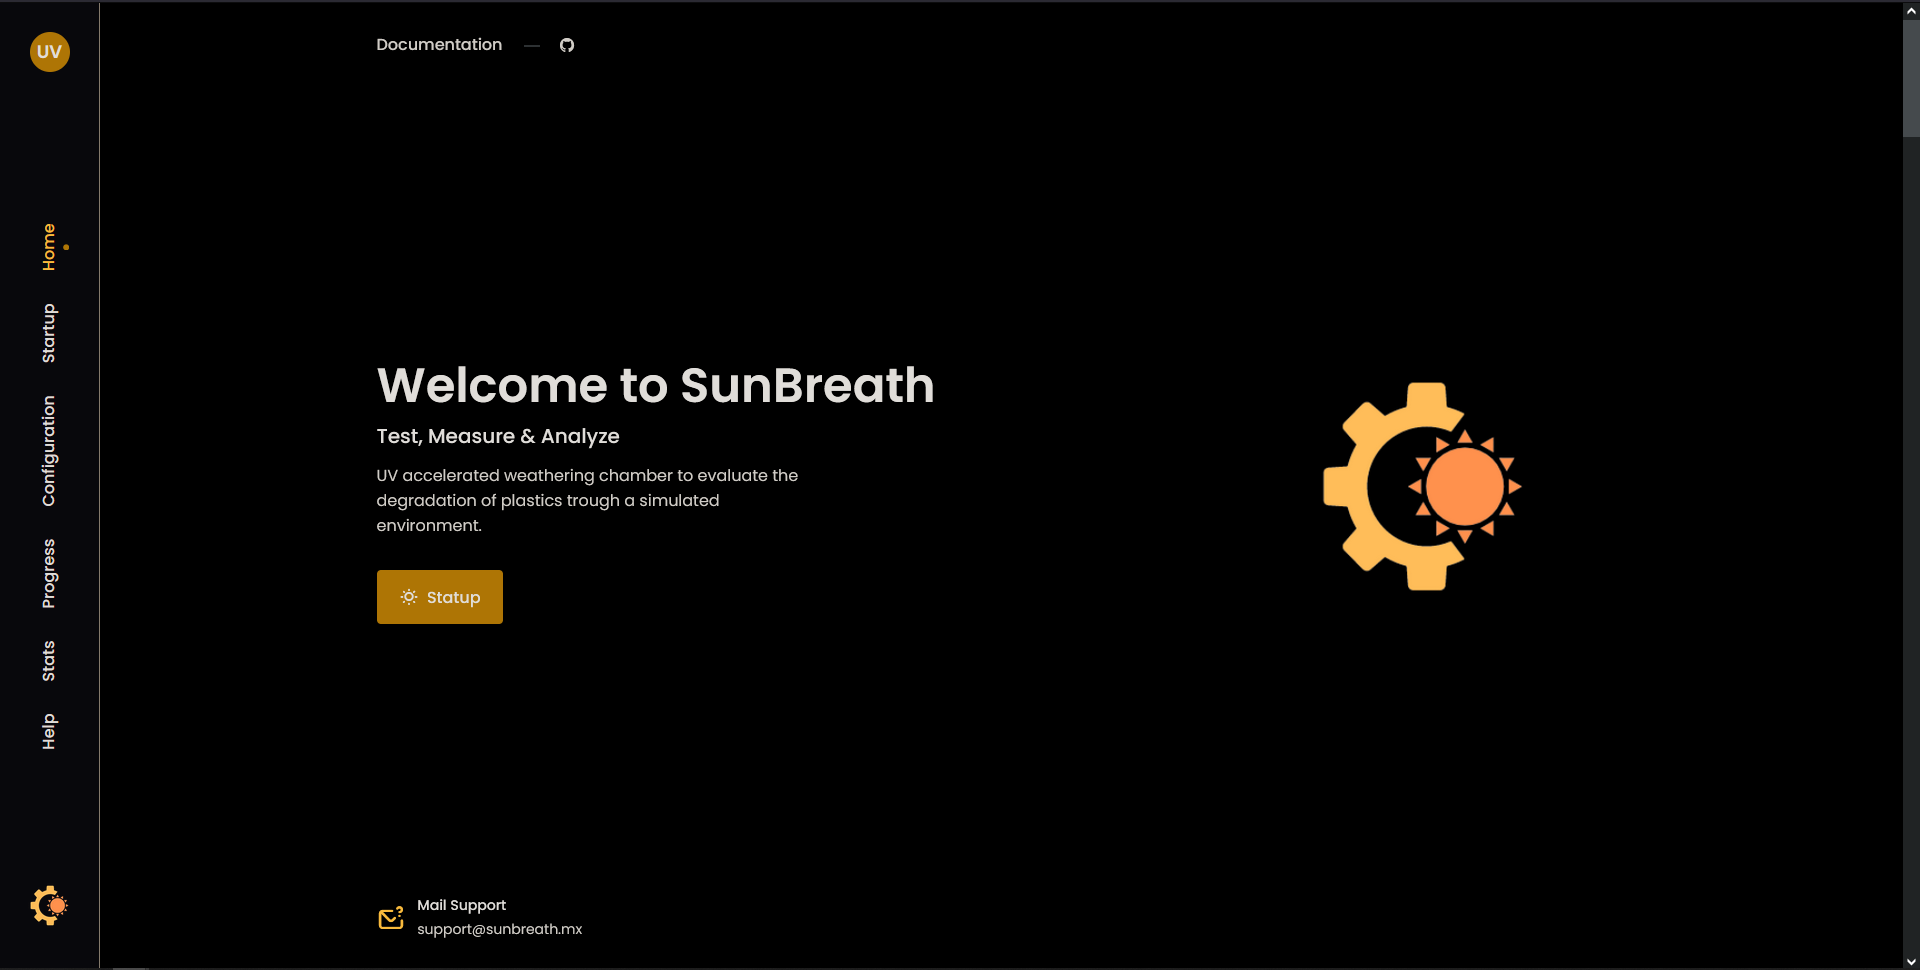 UV
Home
Startup
Configuration
Progress
Stats
Help
Documentation
Welcome to SunBreath
Test, Measure & Analyze
UV accelerated weathering chamber to evaluate the
degradation of plastics trough a simulated
environment.
Statup
Mail Support
support@sunbreath.mx